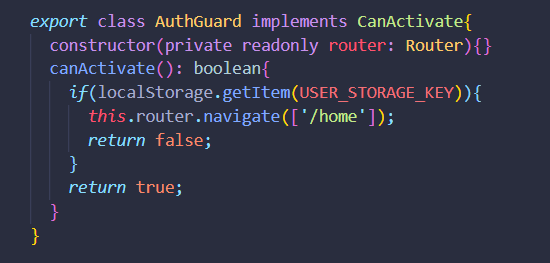 export class AuthGuard implements CanActivate{
constructor(private readonly router: Router){}
canActivate(): boolean{
if(localStorage.getItem(USER_STORAGE_KEY)){
this.router.navigate(['/home']);
return false;
}
return true;
}
}